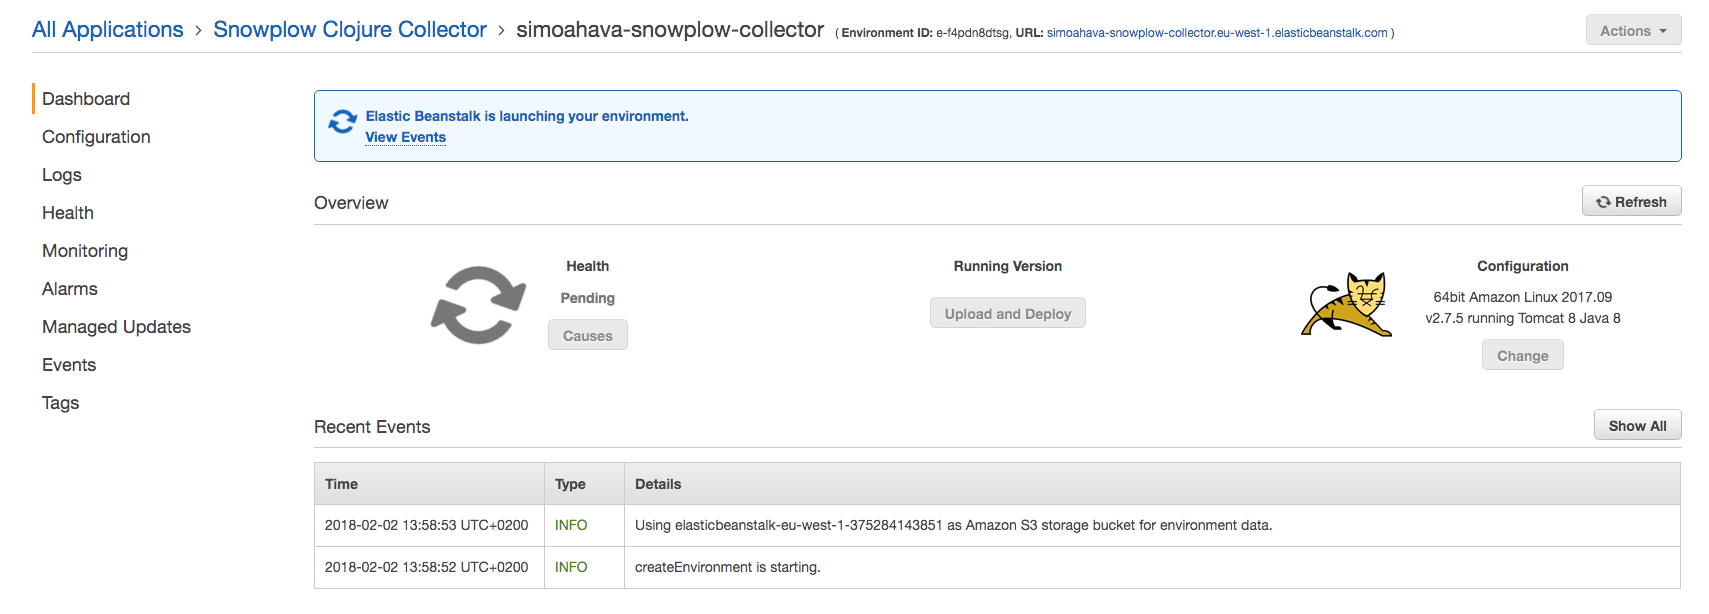 All Applications › Snowplow Clojure Collector › simoahava-snowplow-collector ( Environment ID: e-f4pdn8dtsg, URL: simoahava-snowplow-collector.eu-west-1.elasticbeanstalk.com )
Actions
Dashboard
Configuration
Logs
Health
Monitoring
Alarms
Managed Updates
Events
Tags
Elastic Beanstalk is launching your environment.
View Events
Overview
Refresh
Health
Pending
Causes
Running Version
Upload and Deploy
Configuration
64bit Amazon Linux 2017.09
v2.7.5 running Tomcat 8 Java 8
Change
Recent Events
Show All
Time Type Details
2018-02-02 13:58:53 UTC+0200 INFO Using elasticbeanstalk-eu-west-1-375284143851 as Amazon S3 storage bucket for environment data.
2018-02-02 13:58:52 UTC+0200 INFO createEnvironment is starting.